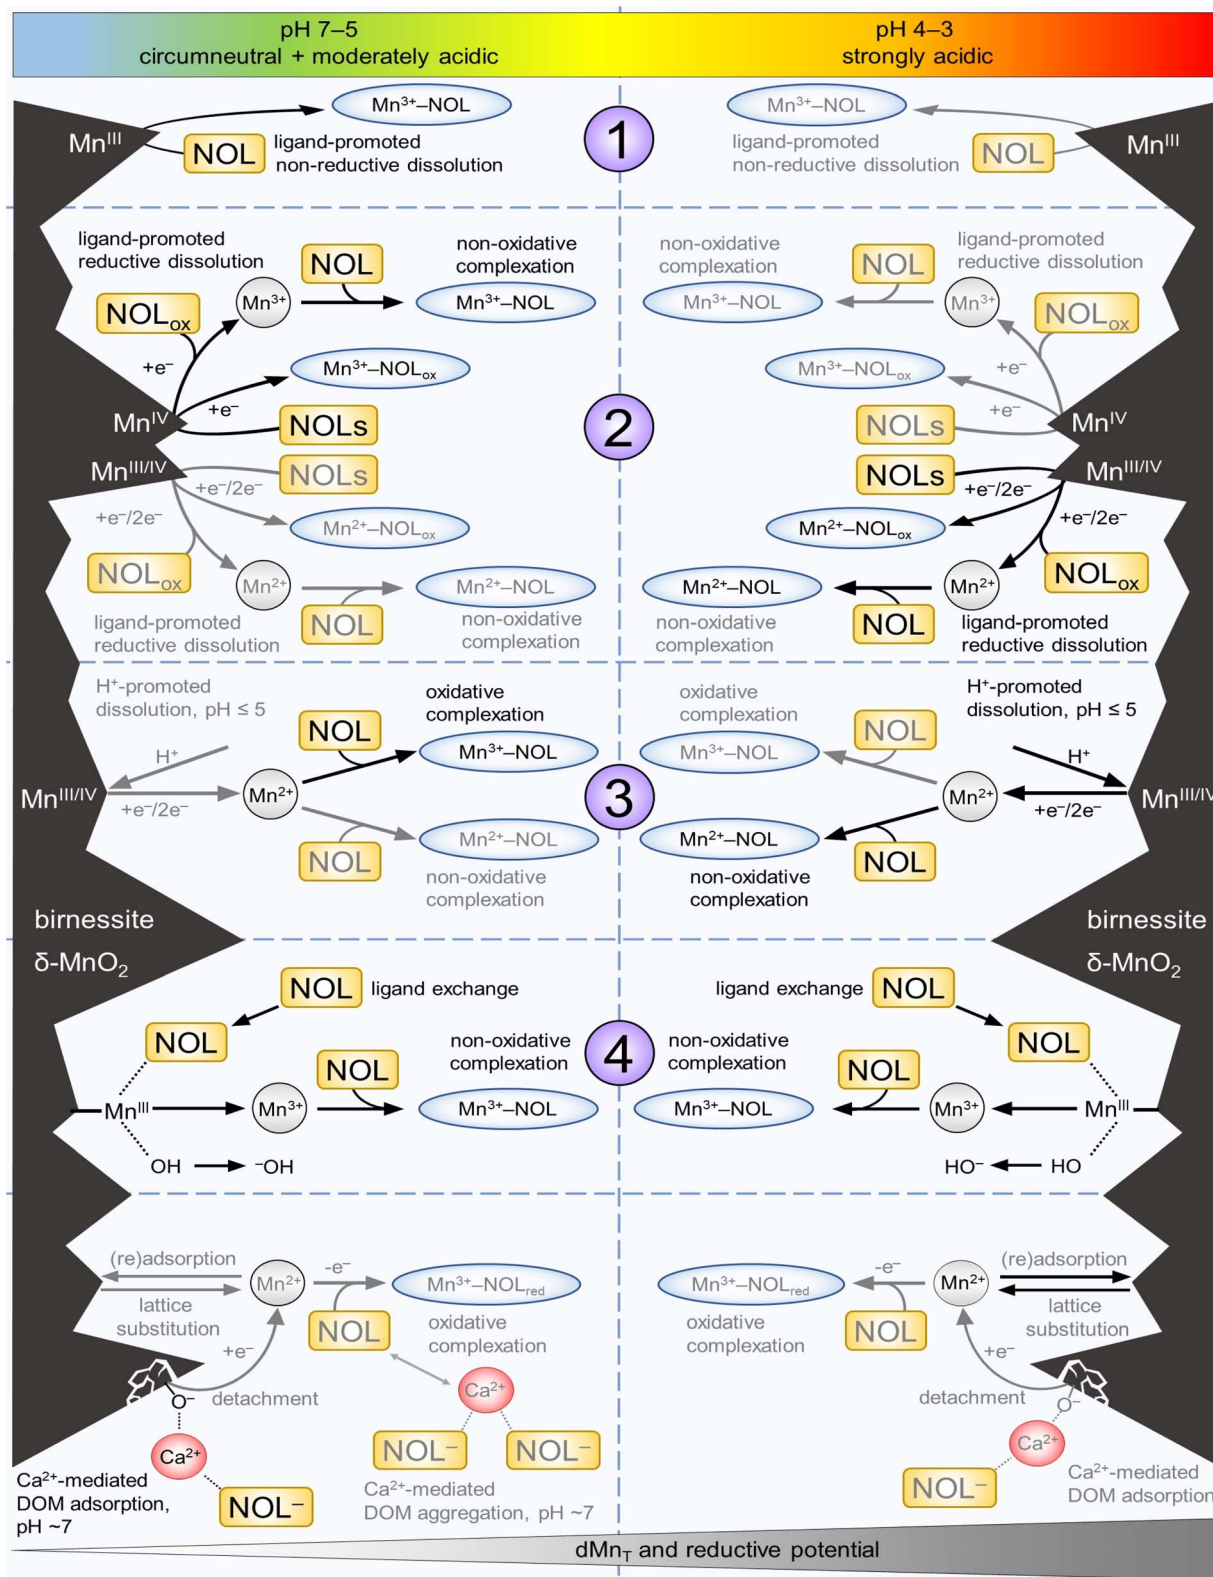 pH 7–5
circumneutral + moderately acidic
pH 4–3
strongly acidic
Mn³⁺–NOL
Mnᴵᴵᴵ
NOL
ligand-promoted
non-reductive dissolution
1
Mn³⁺–NOL
ligand-promoted
non-reductive dissolution
NOL
Mnᴵᴵᴵ
ligand-promoted
reductive dissolution
NOL
non-oxidative
complexation
Mn³⁺
Mn³⁺–NOL
NOLₒₓ
+e⁻
Mn³⁺–NOLₒₓ
+e⁻
Mnᴵⱽ
NOLs
Mnᴵᴵᴵ/ᴵⱽ
NOLs
+e⁻/2e⁻
+e⁻/2e⁻
Mn²⁺–NOLₒₓ
NOLₒₓ
Mn²⁺
Mn²⁺–NOL
NOL
ligand-promoted
reductive dissolution
non-oxidative
complexation
2
non-oxidative
complexation
NOL
ligand-promoted
reductive dissolution
Mn³⁺–NOL
Mn³⁺
NOLₒₓ
+e⁻
Mn³⁺–NOLₒₓ
+e⁻
NOLs
Mnᴵⱽ
NOLs
Mnᴵᴵᴵ/ᴵⱽ
+e⁻/2e⁻
+e⁻/2e⁻
Mn²⁺–NOLₒₓ
Mn²⁺–NOL
Mn²⁺
NOLₒₓ
NOL
non-oxidative
complexation
ligand-promoted
reductive dissolution
H⁺-promoted
dissolution, pH ≤ 5
H⁺
Mnᴵᴵᴵ/ᴵⱽ
+e⁻/2e⁻
Mn²⁺
NOL
oxidative
complexation
Mn³⁺–NOL
NOL
Mn²⁺–NOL
non-oxidative
complexation
3
oxidative
complexation
NOL
Mn³⁺–NOL
H⁺-promoted
dissolution, pH ≤ 5
H⁺
Mn²⁺
+e⁻/2e⁻
Mnᴵᴵᴵ/ᴵⱽ
Mn²⁺–NOL
NOL
non-oxidative
complexation
birnessite
δ-MnO₂
birnessite
δ-MnO₂
NOL
ligand exchange
NOL
NOL
non-oxidative
complexation
Mnᴵᴵᴵ
Mn³⁺
Mn³⁺–NOL
OH
⁻OH
4
ligand exchange
NOL
NOL
non-oxidative
complexation
NOL
Mn³⁺–NOL
Mn³⁺
Mnᴵᴵᴵ
HO⁻
HO
(re)adsorption
Mn²⁺
-e⁻
Mn³⁺–NOLᵣₑd
lattice
substitution
NOL
oxidative
complexation
+e⁻
detachment
O⁻
Ca²⁺
NOL⁻
Ca²⁺-mediated
DOM adsorption,
pH ~7
Ca²⁺
NOL⁻
NOL⁻
Ca²⁺-mediated
DOM aggregation, pH ~7
Mn³⁺–NOLᵣₑd
-e⁻
Mn²⁺
(re)adsorption
lattice
substitution
oxidative
complexation
NOL
+e⁻
detachment
O⁻
Ca²⁺
NOL⁻
Ca²⁺-mediated
DOM adsorption
dMn_T and reductive potential